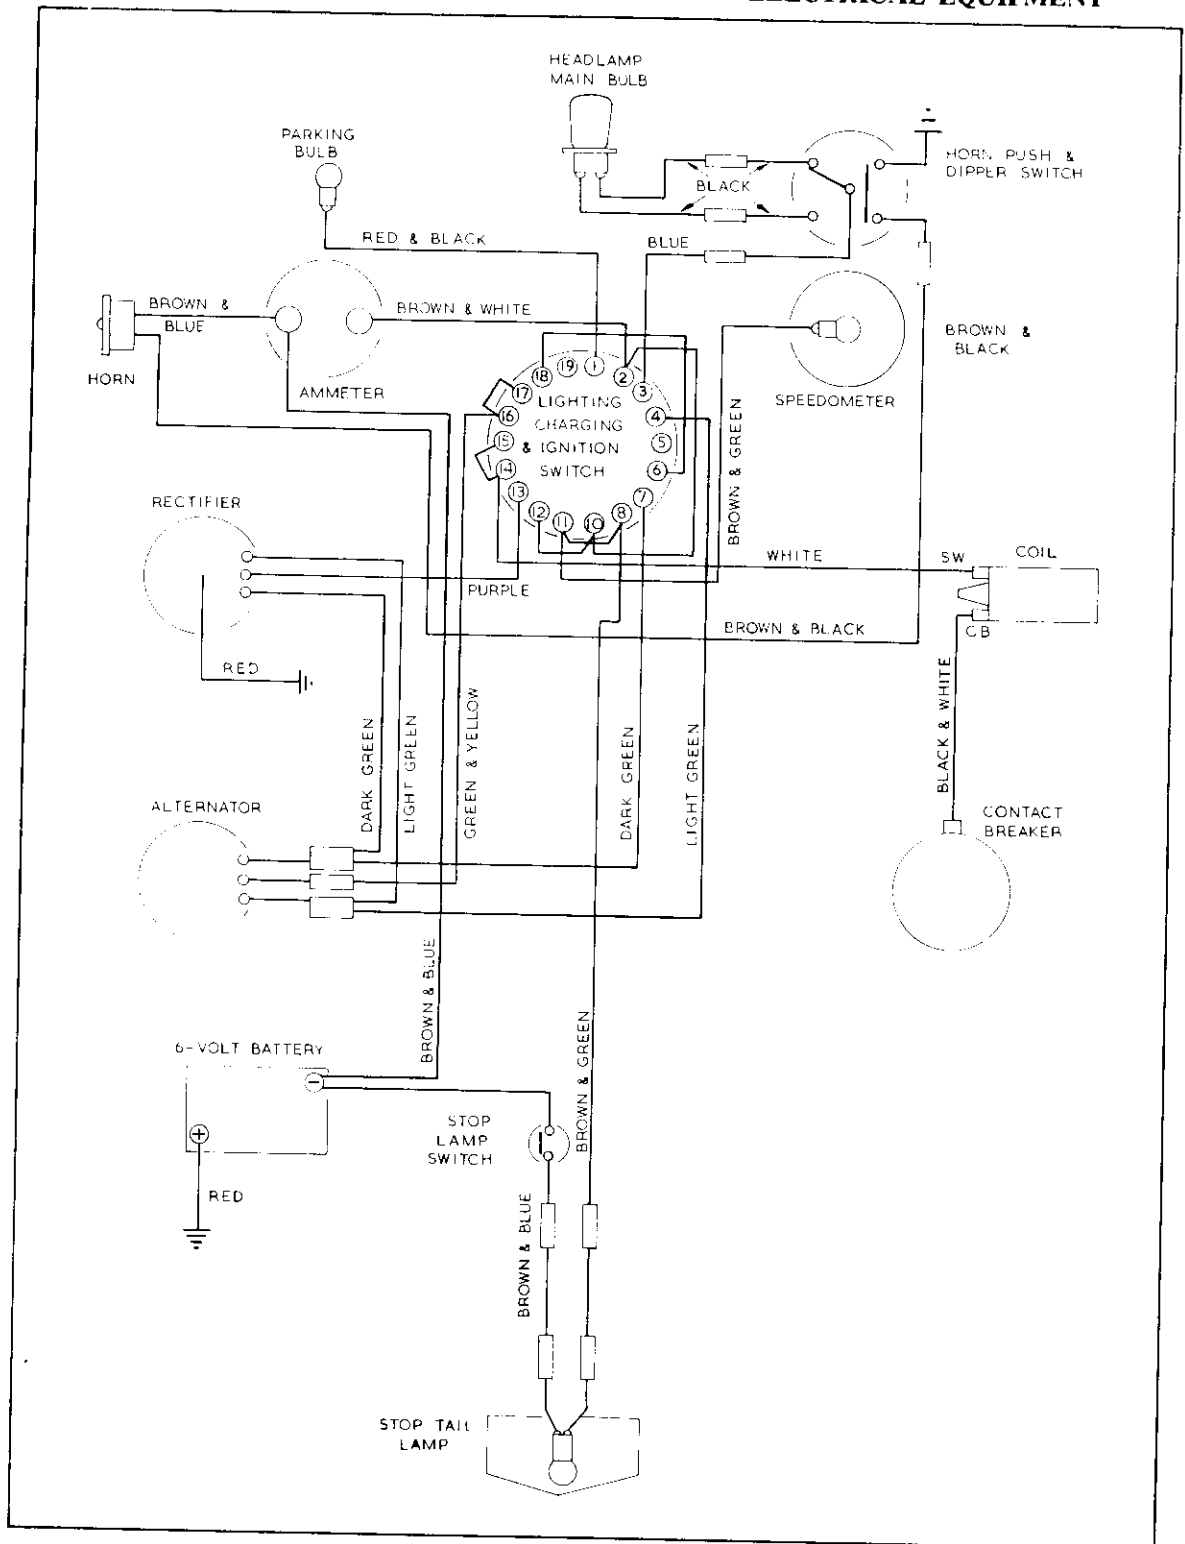 ELECTRICAL EQUIPMENT
HEADLAMP
MAIN BULB
PARKING
BULB
HORN PUSH &
DIPPER SWITCH
BLACK
RED & BLACK
BLUE
BROWN &
BLUE
BROWN & WHITE
BROWN &
BLACK
HORN
AMMETER
SPEEDOMETER
1
2
3
4
5
6
7
8
10
11
12
13
14
15
16
17
18
19
LIGHTING
CHARGING
& IGNITION
SWITCH
BROWN & GREEN
RECTIFIER
WHITE
SW
COIL
PURPLE
BROWN & BLACK
CB
RED
BLACK & WHITE
DARK GREEN
LIGHT GREEN
GREEN & YELLOW
DARK GREEN
LIGHT GREEN
ALTERNATOR
CONTACT
BREAKER
BROWN & BLUE
BROWN & GREEN
6-VOLT BATTERY
-
+
STOP
LAMP
SWITCH
RED
BROWN & BLUE
STOP TAIL
LAMP